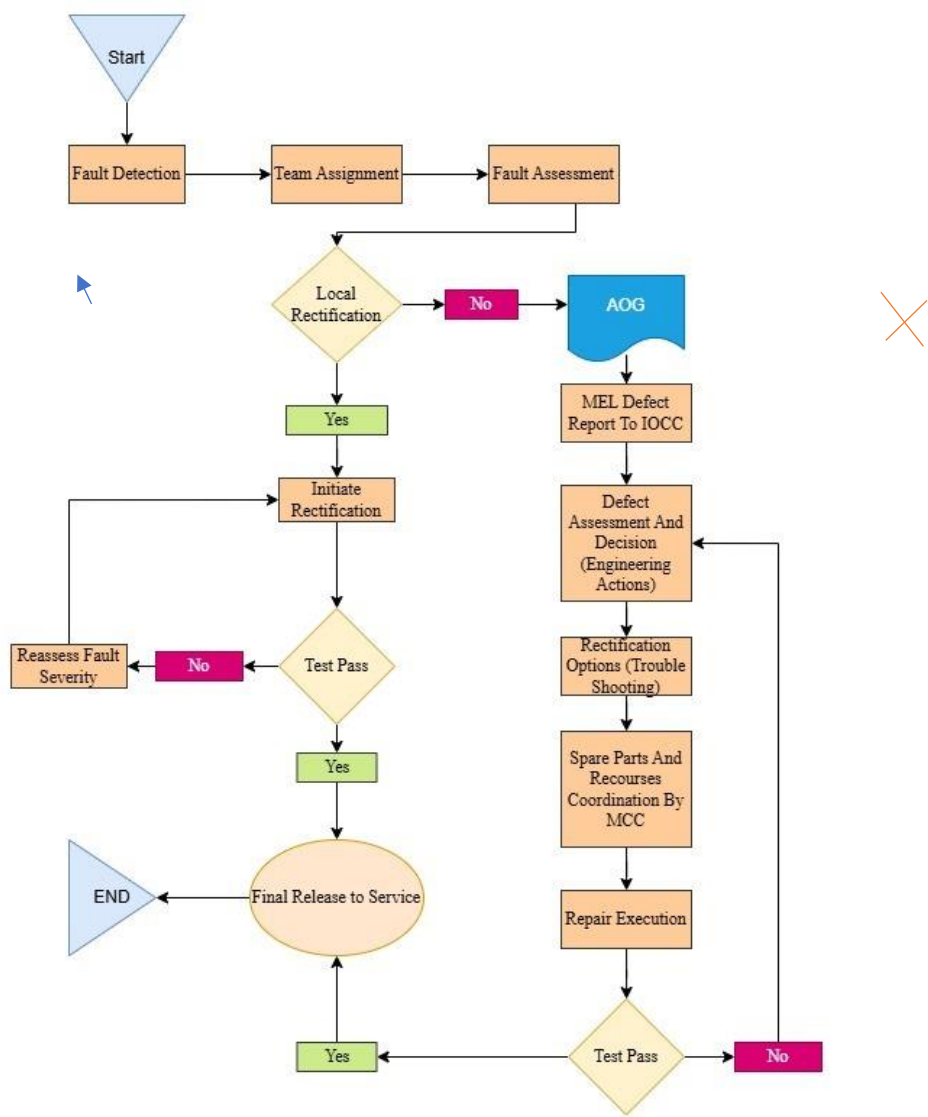 Start
Fault Detection
Team Assignment
Fault Assessment
Local
Rectification
No
AOG
MEL Defect
Report To IOCC
Yes
Initiate
Rectification
Defect
Assessment And
Decision
(Engineering
Actions)
Reassess Fault
Severity
No
Test Pass
Rectification
Options (Trouble
Shooting)
Yes
Spare Parts And
Recourses
Coordination By
MCC
END
Final Release to Service
Repair Execution
Yes
Test Pass
No